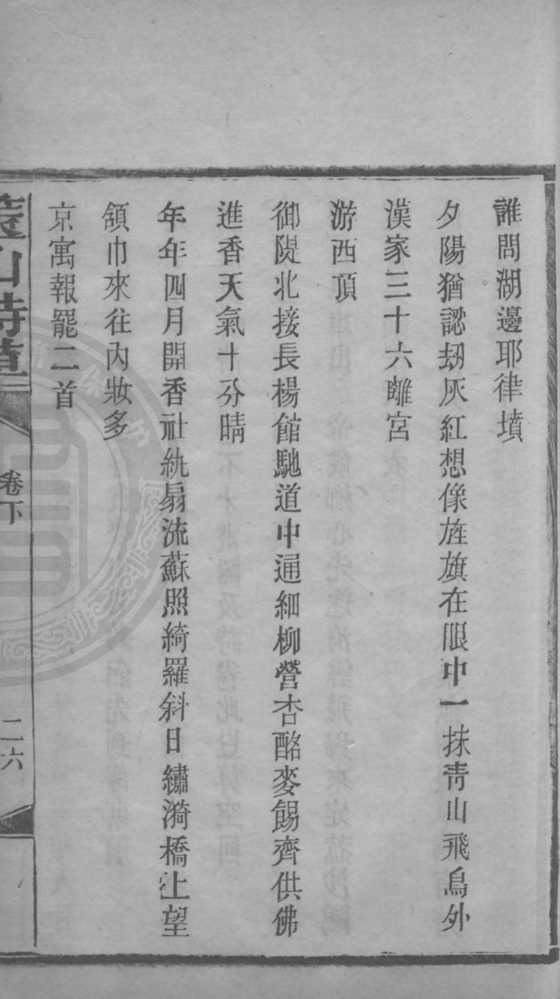 誰問湖邊耶律墳
夕陽猶認刼灰紅想像旌旗在眼中一抹靑山飛鳥外
漢家三十六離宮
游西頂
御隄北接長楊館馳道中通細柳營杏酪麥餳齊供佛
進香天氣十分晴
年年四月開香社紈扇流蘇照綺羅斜日繡漪橋上望
領巾來往內妝多
京寓報罷二首
山詩草
卷下
二六